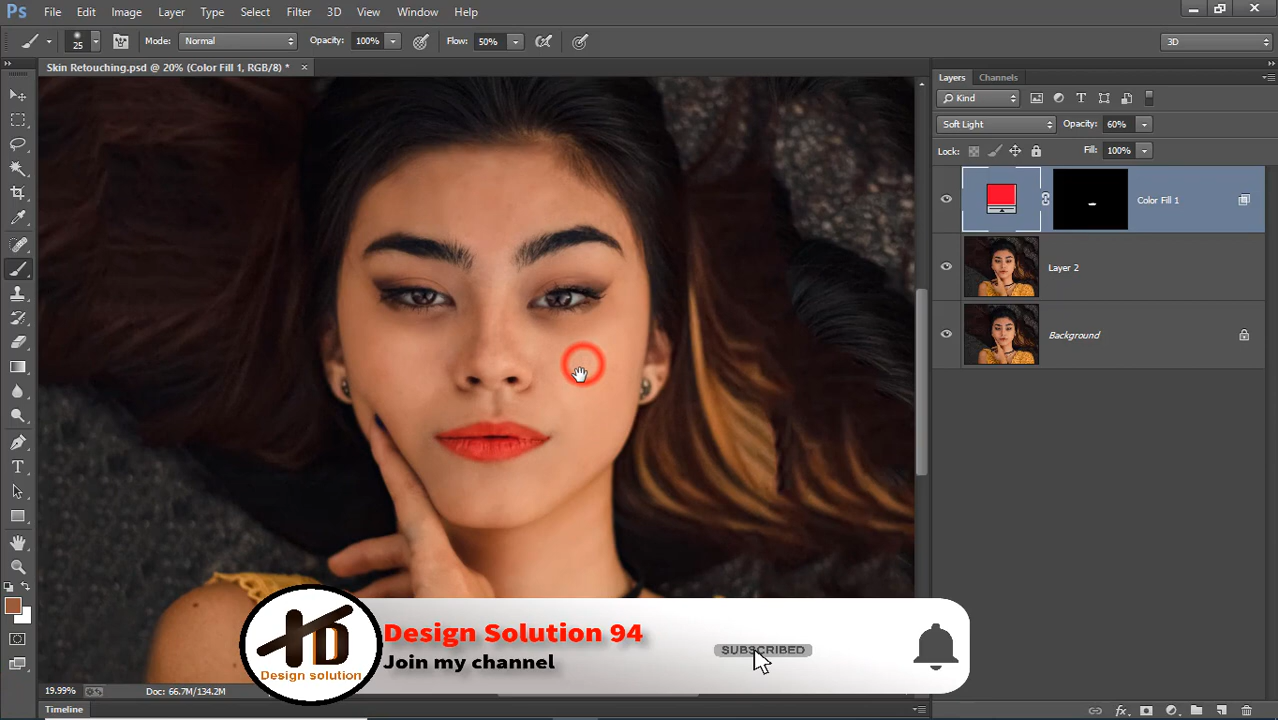 Ps File Edit Image Layer Type Select Filter 3D View Window Help
25 Mode: Normal Opacity: 100% Flow: 50% 3D
Skin Retouching.psd @ 20% (Color Fill 1, RGB/8) *
Layers Channels
Kind
Soft Light Opacity: 60%
Lock: Fill: 100%
Color Fill 1
Layer 2
Background
Design Solution 94
Join my channel
SUBSCRIBED
Design solution
19.99% Doc: 66.7M/134.2M
Timeline